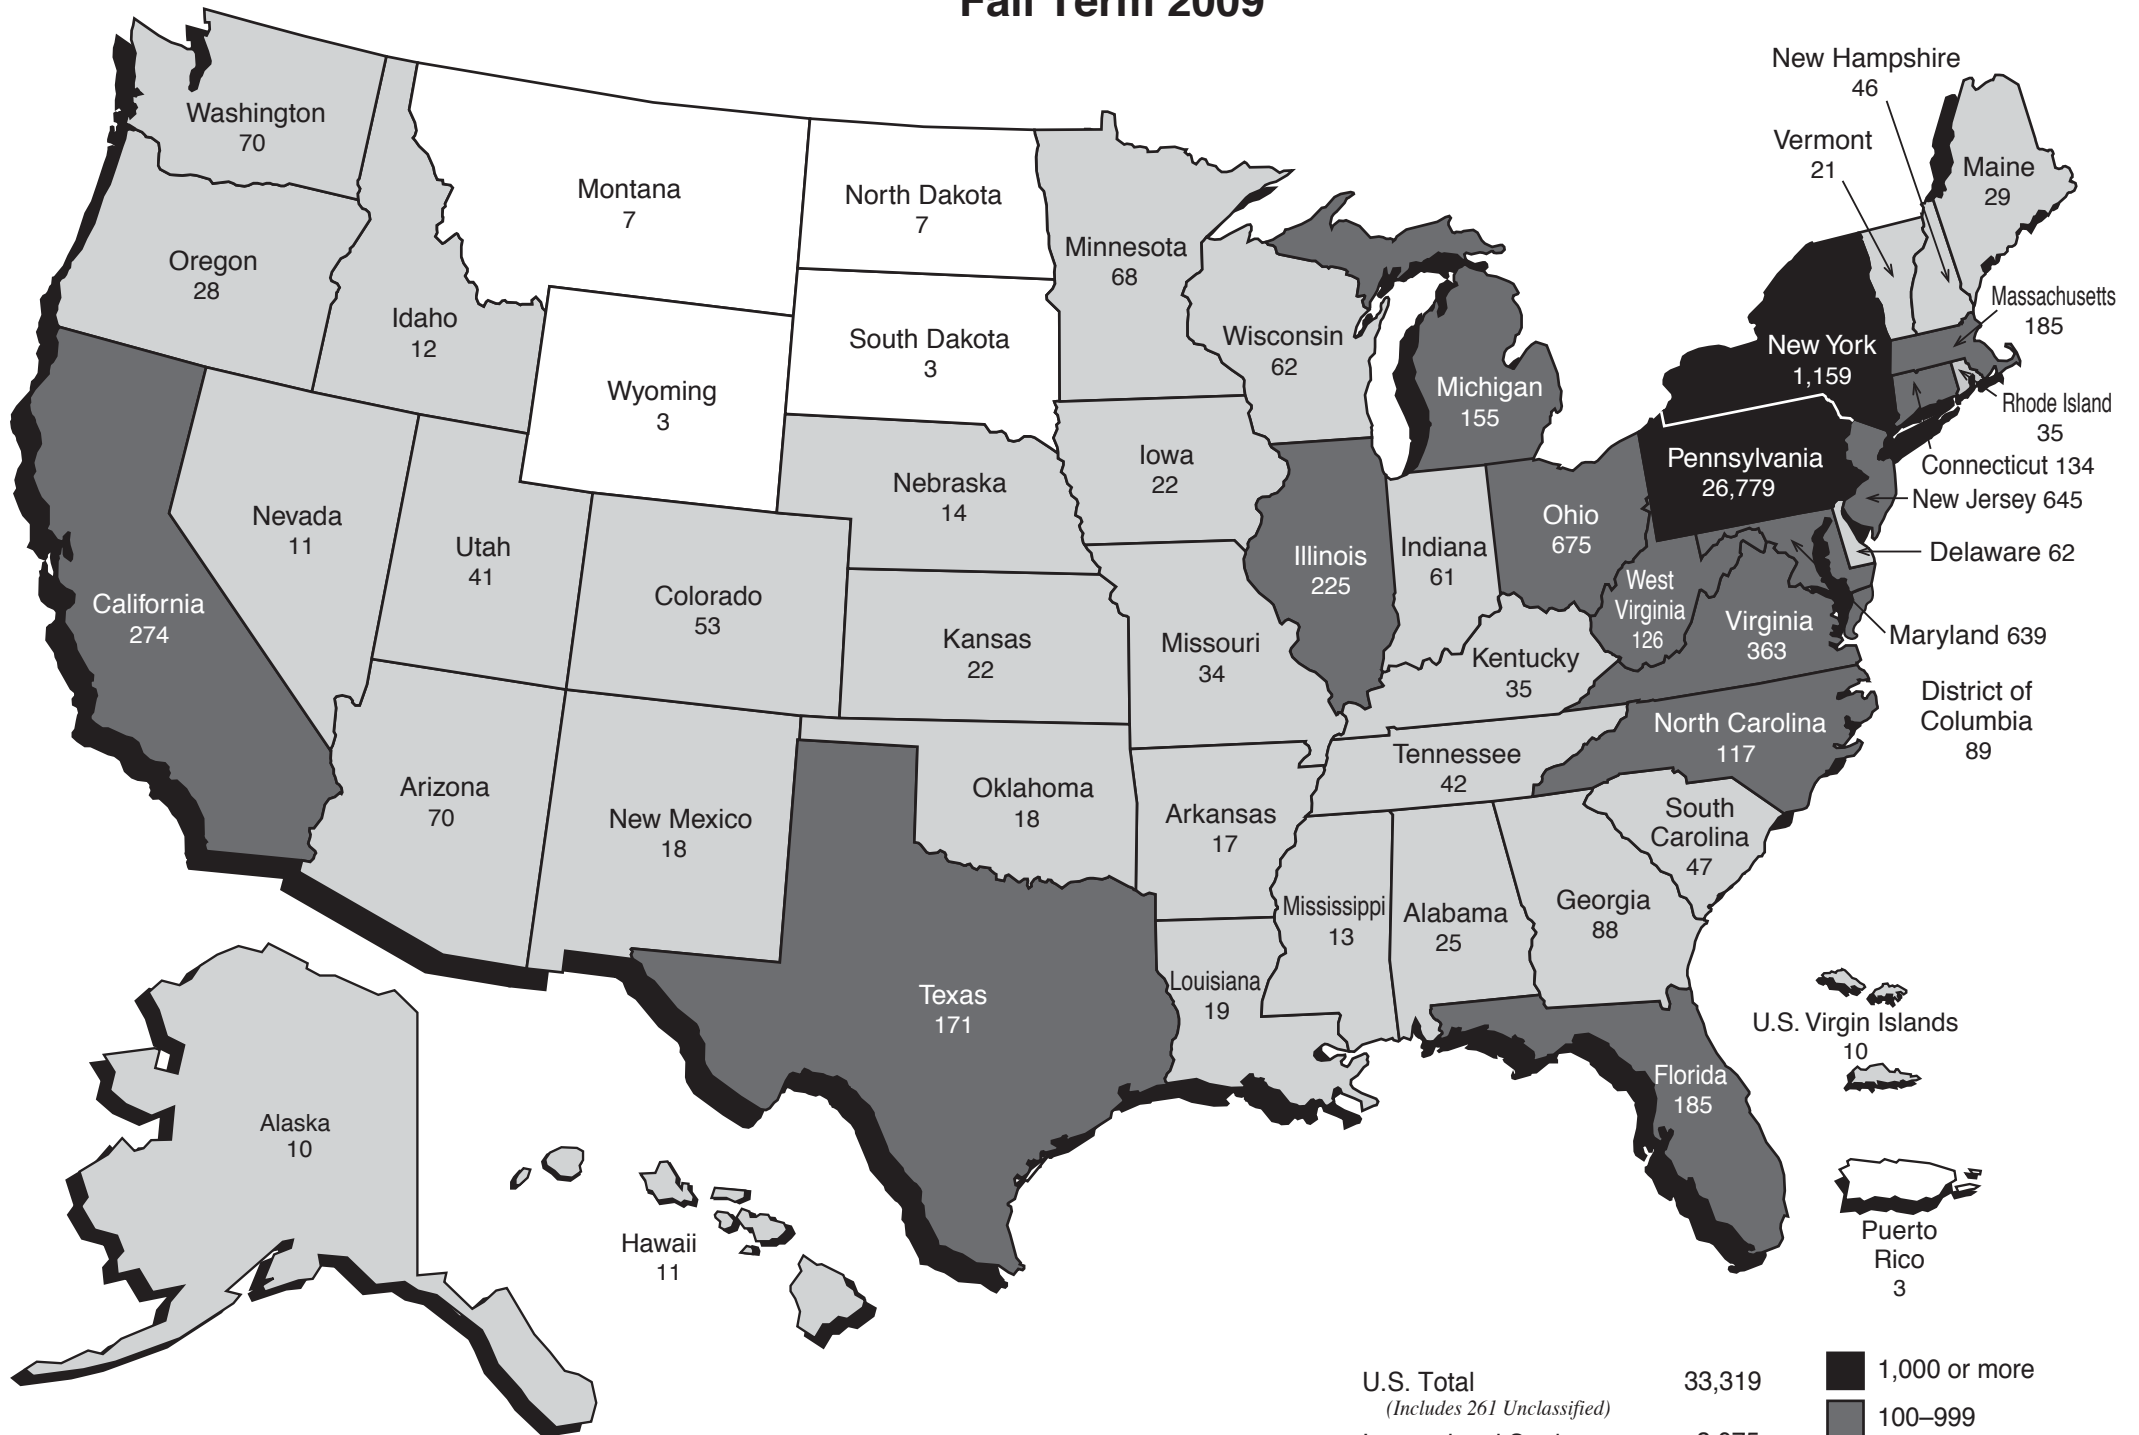 Fall Term 2009
New Hampshire
46
Vermont
21
Maine
29
Washington
70
Montana
7
North Dakota
7
Minnesota
68
Oregon
28
Idaho
12
Wyoming
3
South Dakota
3
Wisconsin
62
Michigan
155
New York
1,159
Massachusetts
185
Rhode Island
35
Connecticut 134
Pennsylvania
26,779
New Jersey 645
Delaware 62
Maryland 639
District of
Columbia
89
Nevada
11
Utah
41
California
274
Colorado
53
Nebraska
14
Iowa
22
Kansas
22
Missouri
34
Illinois
225
Indiana
61
Ohio
675
West
Virginia
126
Virginia
363
Kentucky
35
North Carolina
117
Tennessee
42
South
Carolina
47
Arizona
70
New Mexico
18
Oklahoma
18
Arkansas
17
Mississippi
13
Alabama
25
Georgia
88
Texas
171
Louisiana
19
Florida
185
U.S. Virgin Islands
10
Puerto
Rico
3
Alaska
10
Hawaii
11
U.S. Total 33,319
(Includes 261 Unclassified)
1,000 or more
100–999